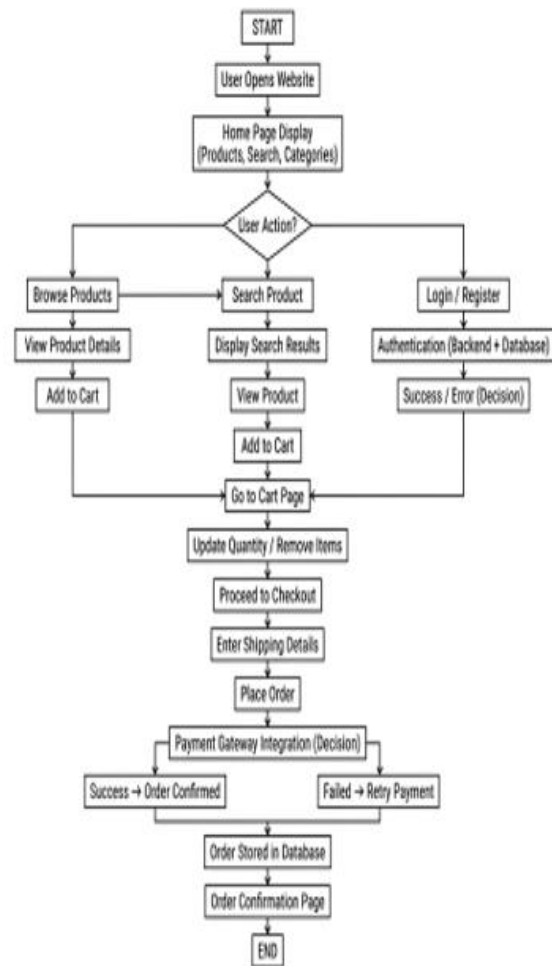 START
User Opens Website
Home Page Display
(Products, Search, Categories)
User Action?
Browse Products
Search Product
Login / Register
View Product Details
Display Search Results
Authentication (Backend + Database)
Add to Cart
View Product
Success / Error (Decision)
Add to Cart
Go to Cart Page
Update Quantity / Remove Items
Proceed to Checkout
Enter Shipping Details
Place Order
Payment Gateway Integration (Decision)
Success → Order Confirmed
Failed → Retry Payment
Order Stored in Database
Order Confirmation Page
END